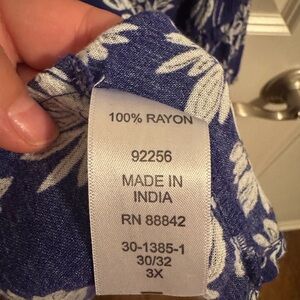 100% RAYON
92256
MADE IN
INDIA
RN 88842
30-1385-1
30/32
3X